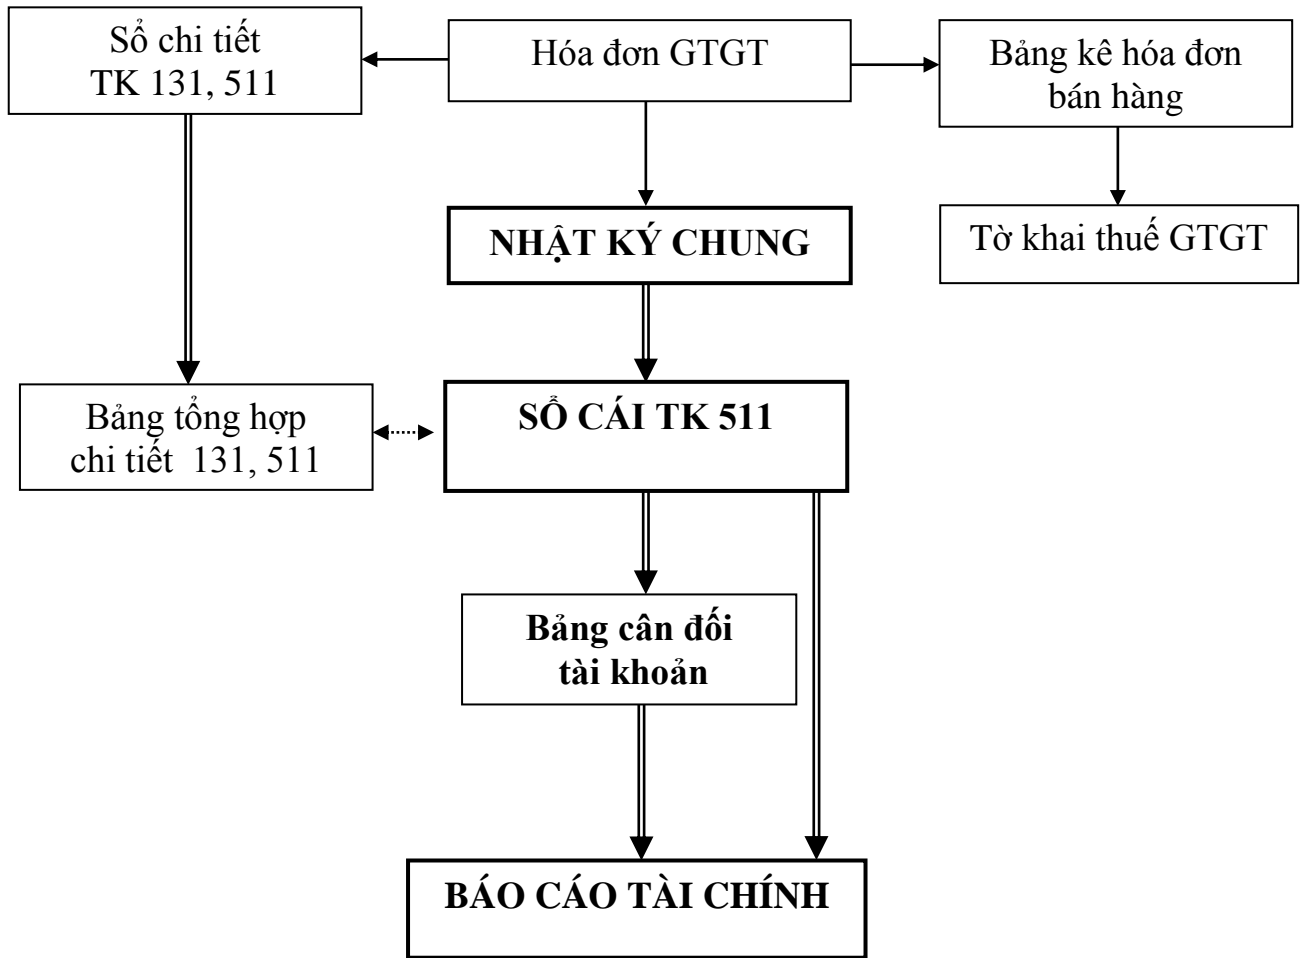 Sổ chi tiết
TK 131, 511
Hóa đơn GTGT
Bảng kê hóa đơn
bán hàng
NHẬT KÝ CHUNG
Tờ khai thuế GTGT
Bảng tổng hợp
chi tiết 131, 511
SỔ CÁI TK 511
Bảng cân đối
tài khoản
BÁO CÁO TÀI CHÍNH